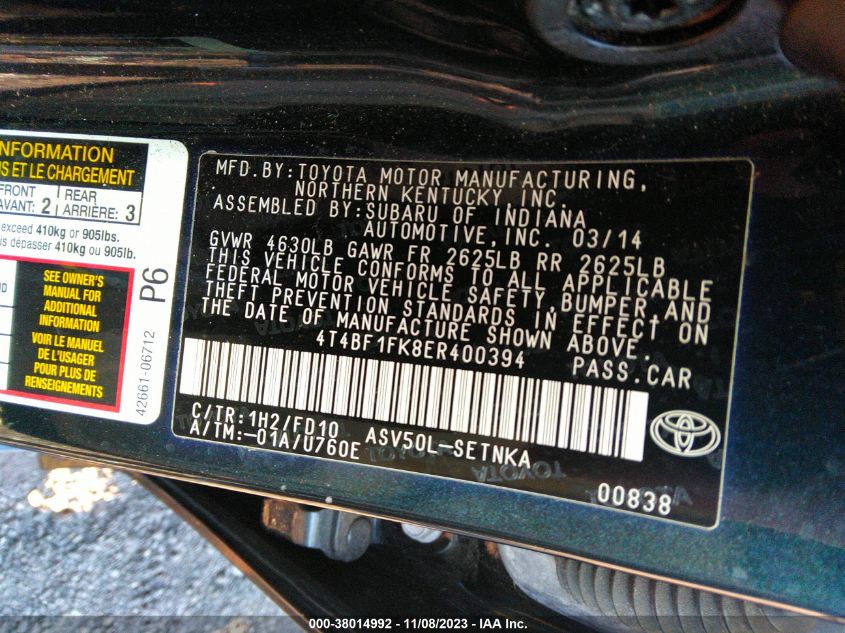 INFORMATION
S ET LE CHARGEMENT
FRONT REAR
AVANT: 2 ARRIÈRE: 3
exceed 410kg or 905lbs.
dépasser 410kg ou 905lb.
SEE OWNER'S
MANUAL FOR
ADDITIONAL
INFORMATION
VOIR LE MANUEL
DE L'USAGER
POUR PLUS DE
RENSEIGNEMENTS
P6
42661-06712
MFD.BY:TOYOTA MOTOR MANUFACTURING,
NORTHERN KENTUCKY INC.
ASSEMBLED BY:SUBARU OF INDIANA
AUTOMOTIVE,INC. 03/14
GVWR 4630LB GAWR FR 2625LB RR 2625LB
THIS VEHICLE CONFORMS TO ALL APPLICABLE
FEDERAL MOTOR VEHICLE SAFETY,BUMPER,AND
THEFT PREVENTION STANDARDS IN EFFECT ON
THE DATE OF MANUFACTURE SHOWN ABOVE.
4T4BF1FK8ER400394 PASS.CAR
C/TR:1H2/FD10 ASV50L-SETNKA
A/TM:-01A/U760E
TOYOTA
00838
000-38014992 - 11/08/2023 - IAA Inc.